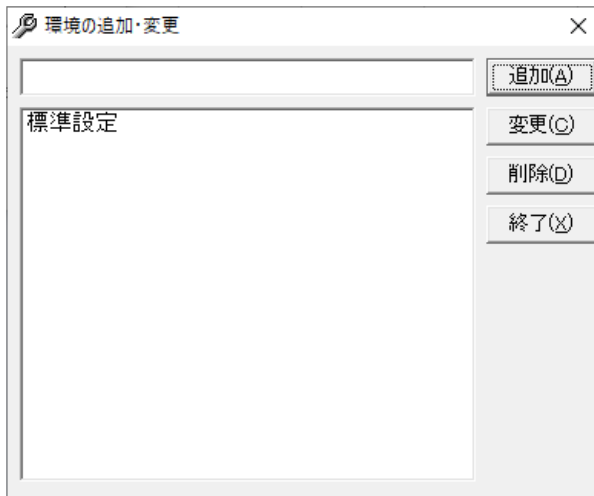 環境の追加・変更
追加(A)
標準設定
変更(C)
削除(D)
終了(X)